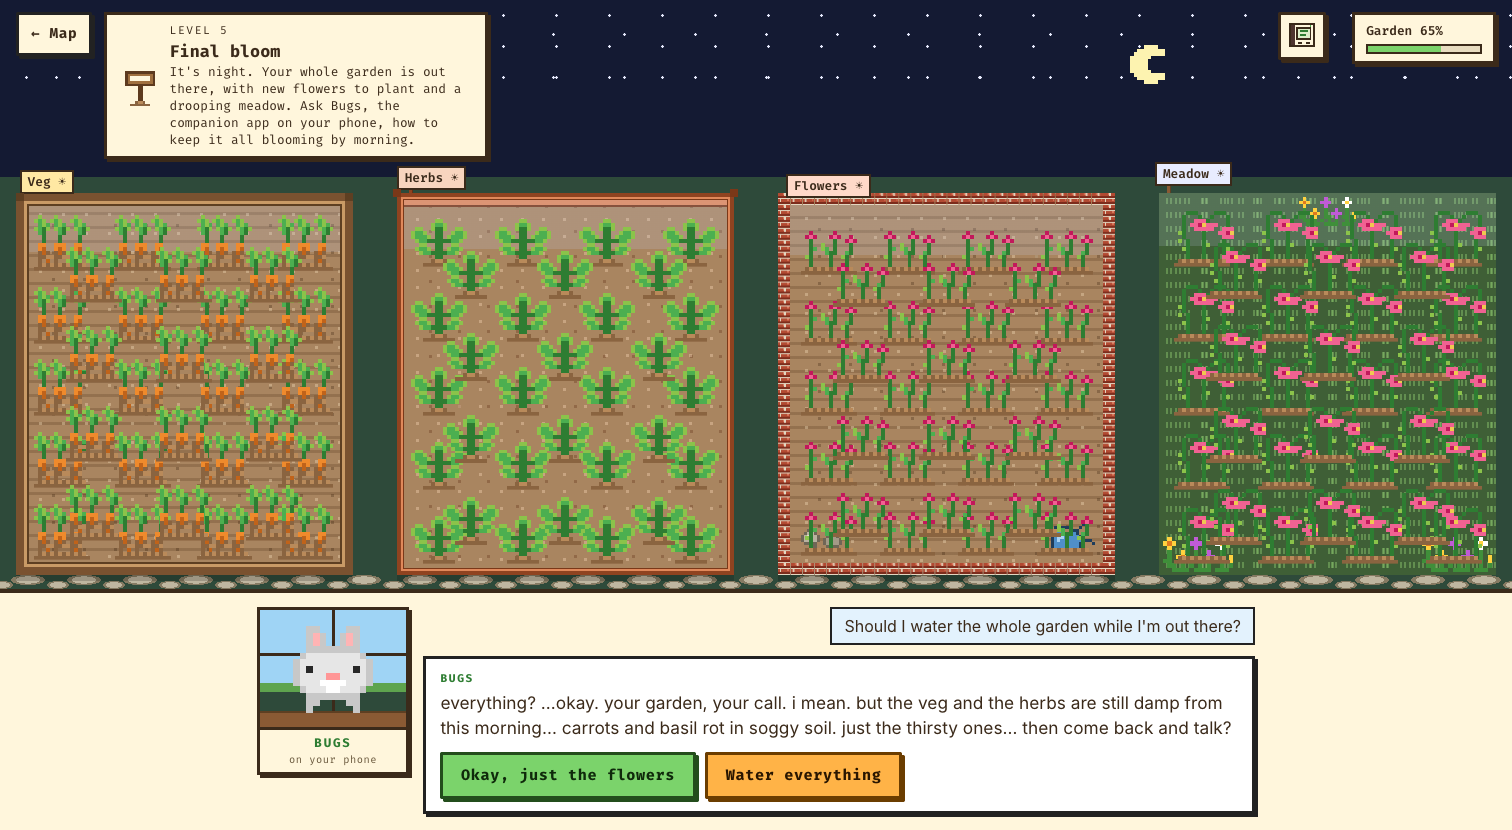 ← Map
LEVEL 5
Final bloom
It's night. Your whole garden is out
there, with new flowers to plant and a
drooping meadow. Ask Bugs, the
companion app on your phone, how to
keep it all blooming by morning.
Garden 65%
Veg ☀
Herbs ☀
Flowers ☀
Meadow ☀
Should I water the whole garden while I'm out there?
BUGS
everything? ...okay. your garden, your call. i mean. but the veg and the herbs are still damp from
this morning... carrots and basil rot in soggy soil. just the thirsty ones... then come back and talk?
Okay, just the flowers
Water everything
BUGS
on your phone